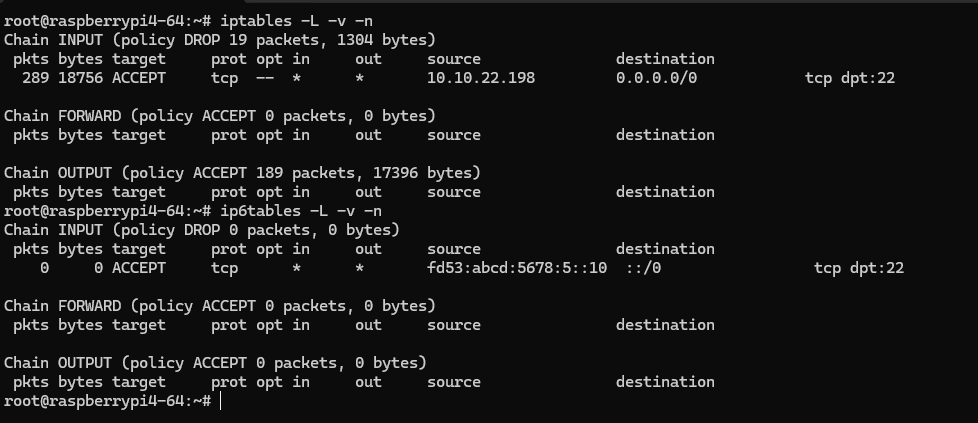 root@raspberrypi4-64:~# iptables -L -v -n
Chain INPUT (policy DROP 19 packets, 1304 bytes)
 pkts bytes target     prot opt in     out     source               destination
  289 18756 ACCEPT     tcp  --  *      *       10.10.22.198         0.0.0.0/0            tcp dpt:22

Chain FORWARD (policy ACCEPT 0 packets, 0 bytes)
 pkts bytes target     prot opt in     out     source               destination

Chain OUTPUT (policy ACCEPT 189 packets, 17396 bytes)
 pkts bytes target     prot opt in     out     source               destination
root@raspberrypi4-64:~# ip6tables -L -v -n
Chain INPUT (policy DROP 0 packets, 0 bytes)
 pkts bytes target     prot opt in     out     source               destination
    0     0 ACCEPT     tcp      *      *       fd53:abcd:5678:5::10  ::/0                 tcp dpt:22

Chain FORWARD (policy ACCEPT 0 packets, 0 bytes)
 pkts bytes target     prot opt in     out     source               destination

Chain OUTPUT (policy ACCEPT 0 packets, 0 bytes)
 pkts bytes target     prot opt in     out     source               destination
root@raspberrypi4-64:~#